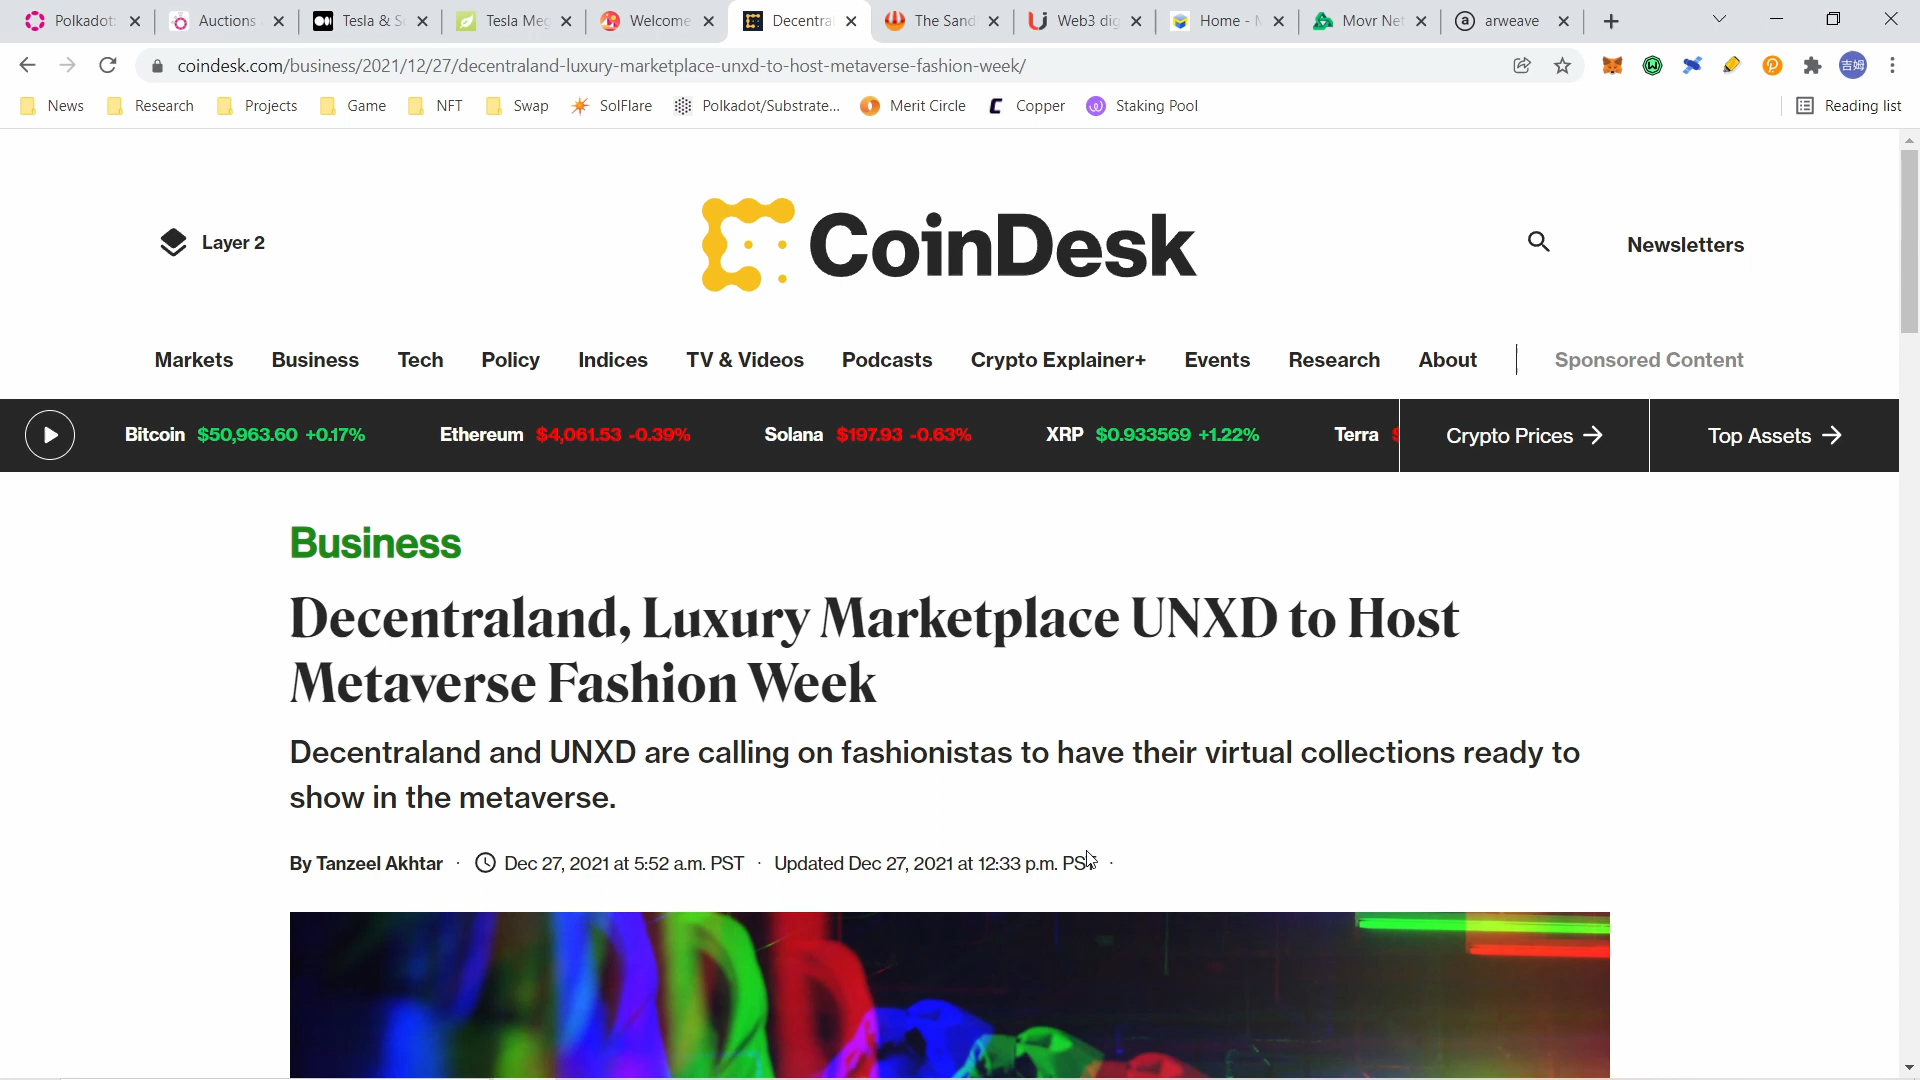 Polkadot: Auctions Tesla & S Tesla Meg Welcome Decentral The Sand Web3 dig Home - M Movr Net arweave
coindesk.com/business/2021/12/27/decentraland-luxury-marketplace-unxd-to-host-metaverse-fashion-week/ 吉姆
News Research Projects Game NFT Swap SolFlare Polkadot/Substrate... Merit Circle Copper Staking Pool Reading list
Layer 2 CoinDesk Newsletters
Markets Business Tech Policy Indices TV & Videos Podcasts Crypto Explainer+ Events Research About Sponsored Content
Bitcoin $50,963.60 +0.17% Ethereum $4,061.53 -0.39% Solana $197.93 -0.63% XRP $0.933569 +1.22% Terra Crypto Prices → Top Assets →
Business
Decentraland, Luxury Marketplace UNXD to Host
Metaverse Fashion Week
Decentraland and UNXD are calling on fashionistas to have their virtual collections ready to
show in the metaverse.
By Tanzeel Akhtar · Dec 27, 2021 at 5:52 a.m. PST · Updated Dec 27, 2021 at 12:33 p.m. PST ·